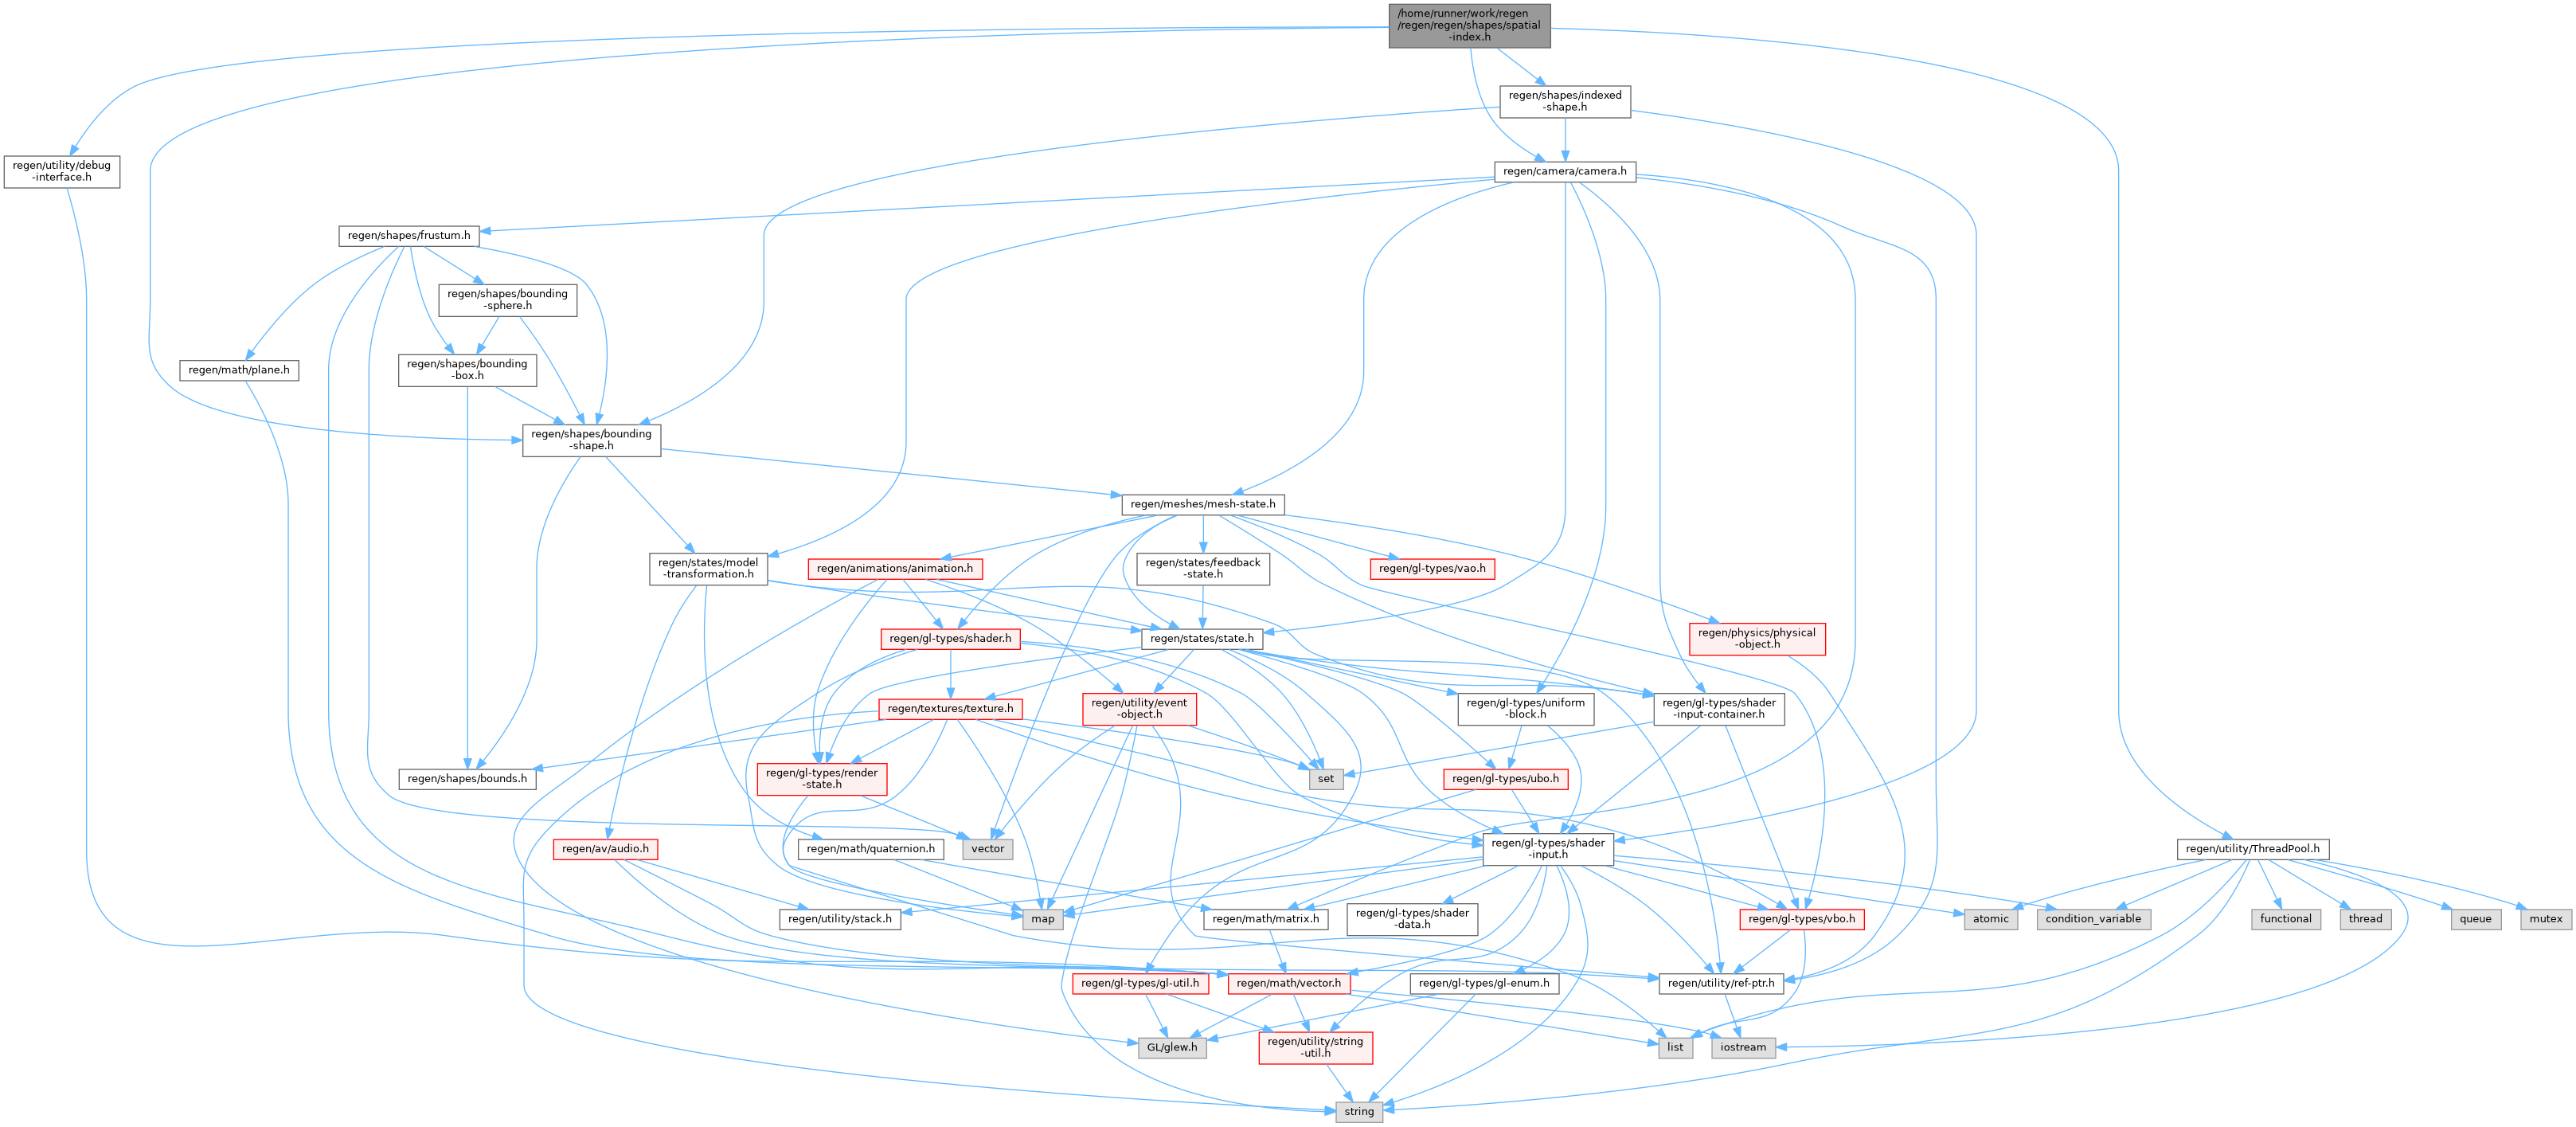 /home/runner/work/regen
/regen/regen/shapes/spatial
-index.h
regen/shapes/indexed
-shape.h
regen/utility/debug
-interface.h
regen/camera/camera.h
regen/shapes/frustum.h
regen/shapes/bounding
-sphere.h
regen/math/plane.h
regen/shapes/bounding
-box.h
regen/shapes/bounding
-shape.h
regen/meshes/mesh-state.h
regen/states/model
-transformation.h
regen/animations/animation.h
regen/states/feedback
-state.h
regen/gl-types/vao.h
regen/gl-types/shader.h
regen/states/state.h
regen/physics/physical
-object.h
regen/textures/texture.h
regen/utility/event
-object.h
regen/gl-types/uniform
-block.h
regen/gl-types/shader
-input-container.h
regen/shapes/bounds.h
regen/gl-types/render
-state.h
set
regen/gl-types/ubo.h
regen/av/audio.h
regen/math/quaternion.h
vector
regen/gl-types/shader
-input.h
regen/utility/ThreadPool.h
regen/utility/stack.h
map
regen/math/matrix.h
regen/gl-types/shader
-data.h
regen/gl-types/vbo.h
atomic
condition_variable
functional
thread
queue
mutex
regen/gl-types/gl-util.h
regen/math/vector.h
regen/gl-types/gl-enum.h
regen/utility/ref-ptr.h
GL/glew.h
regen/utility/string
-util.h
list
iostream
string